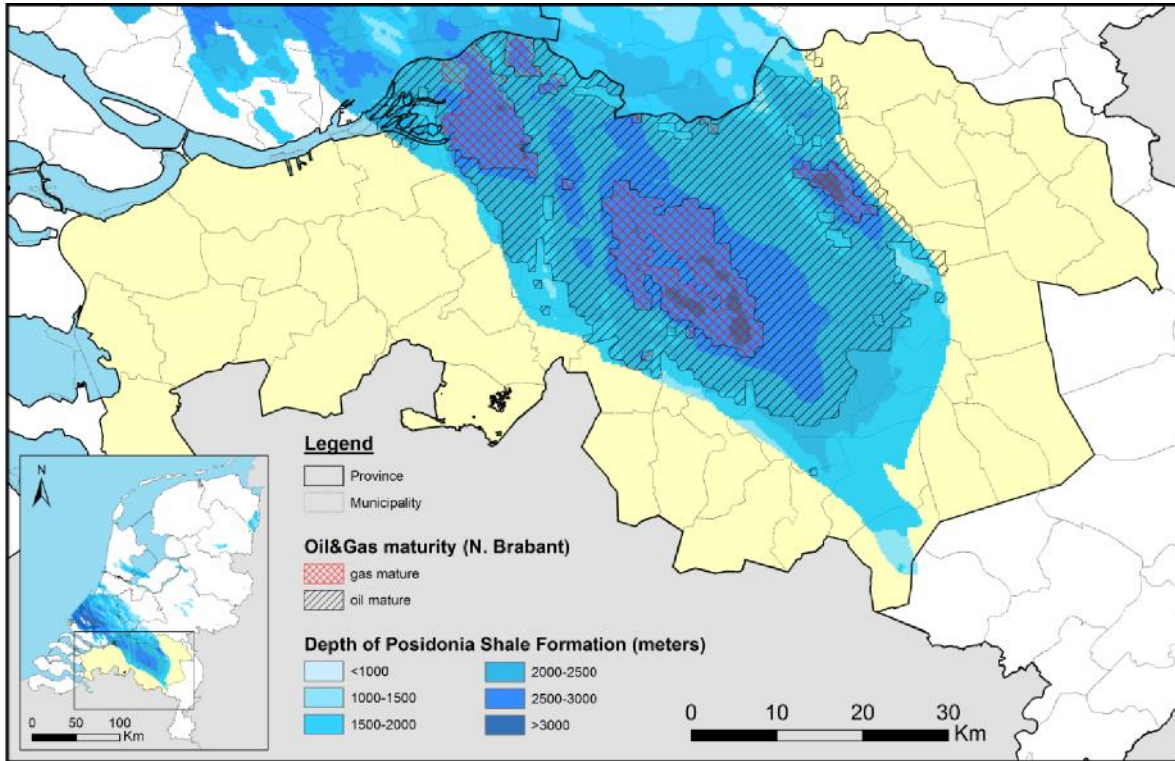 Legend
Province
Municipality
Oil&Gas maturity (N. Brabant)
gas mature
oil mature
Depth of Posidonia Shale Formation (meters)
<1000
1000-1500
1500-2000
2000-2500
2500-3000
>3000
0 10 20 30
Km
N
0 50 100
Km